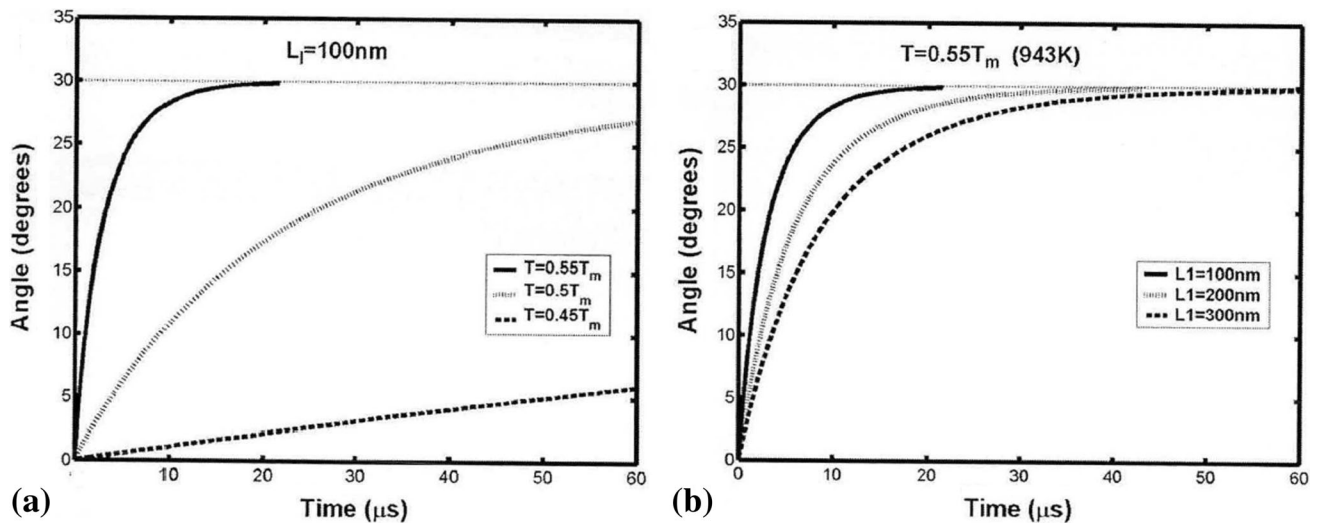 35
30
25
20
15
10
5
0
Angle (degrees)
L_l=100nm
T=0.55T_m
T=0.5T_m
T=0.45T_m
10
20
30
40
50
60
Time (μs)
(a)
35
30
25
20
15
10
5
0
Angle (degrees)
T=0.55T_m (943K)
L1=100nm
L1=200nm
L1=300nm
0
10
20
30
40
50
60
Time (μs)
(b)